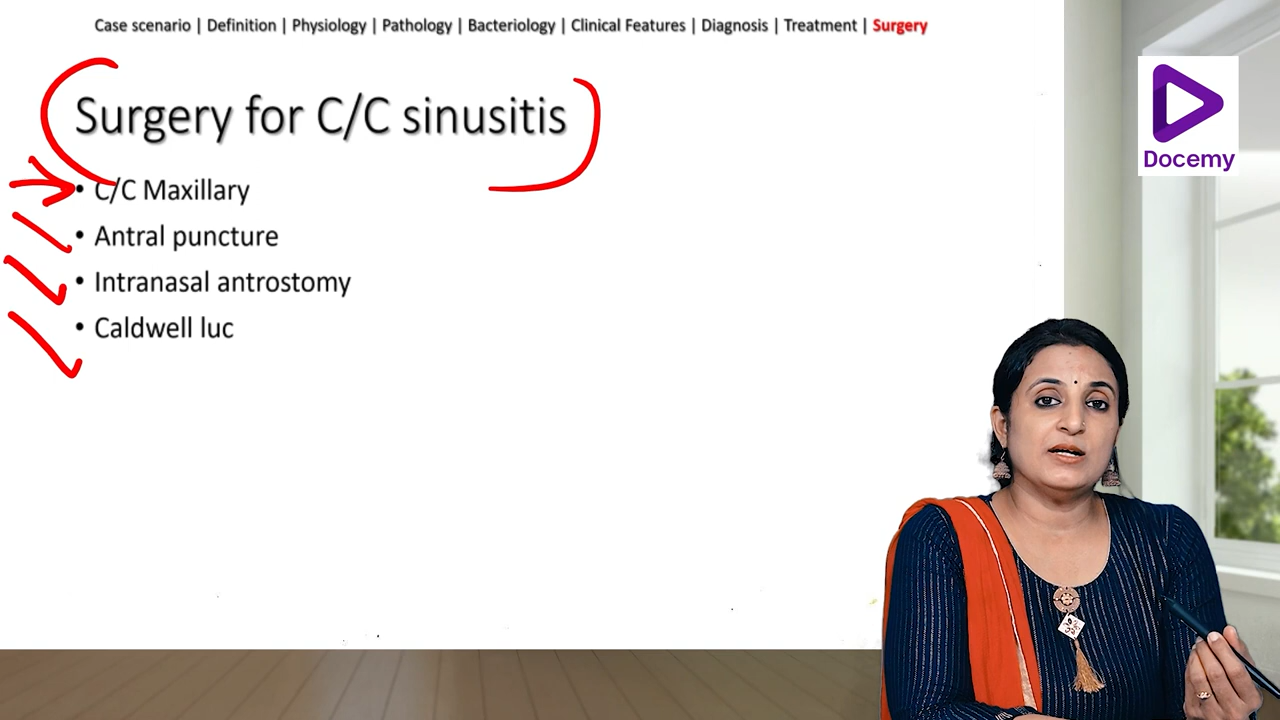 Case scenario | Definition | Physiology | Pathology | Bacteriology | Clinical Features | Diagnosis | Treatment | Surgery
Surgery for C/C sinusitis
• C/C Maxillary
• Antral puncture
• Intranasal antrostomy
• Caldwell luc
Docemy